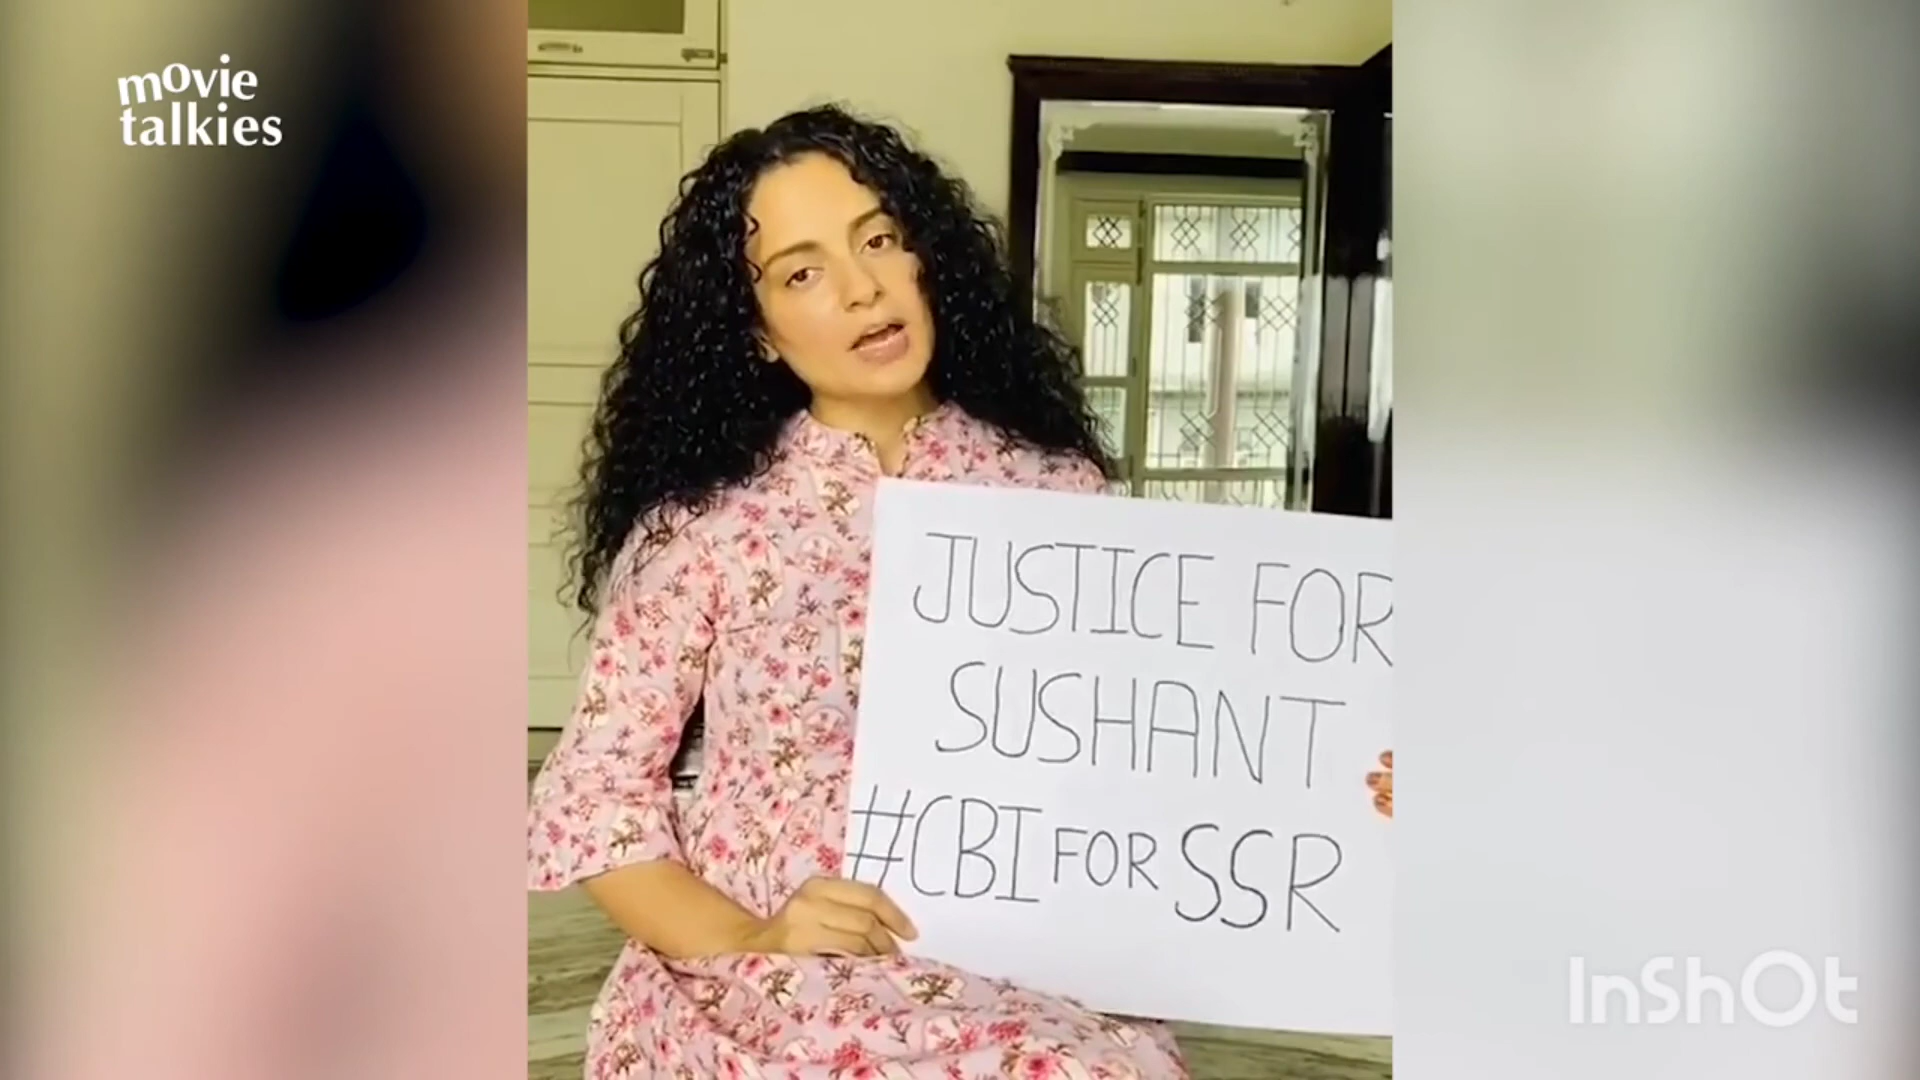 movie
talkies
JUSTICE FOR
SUSHANT
#CBI FOR SSR
InShOt